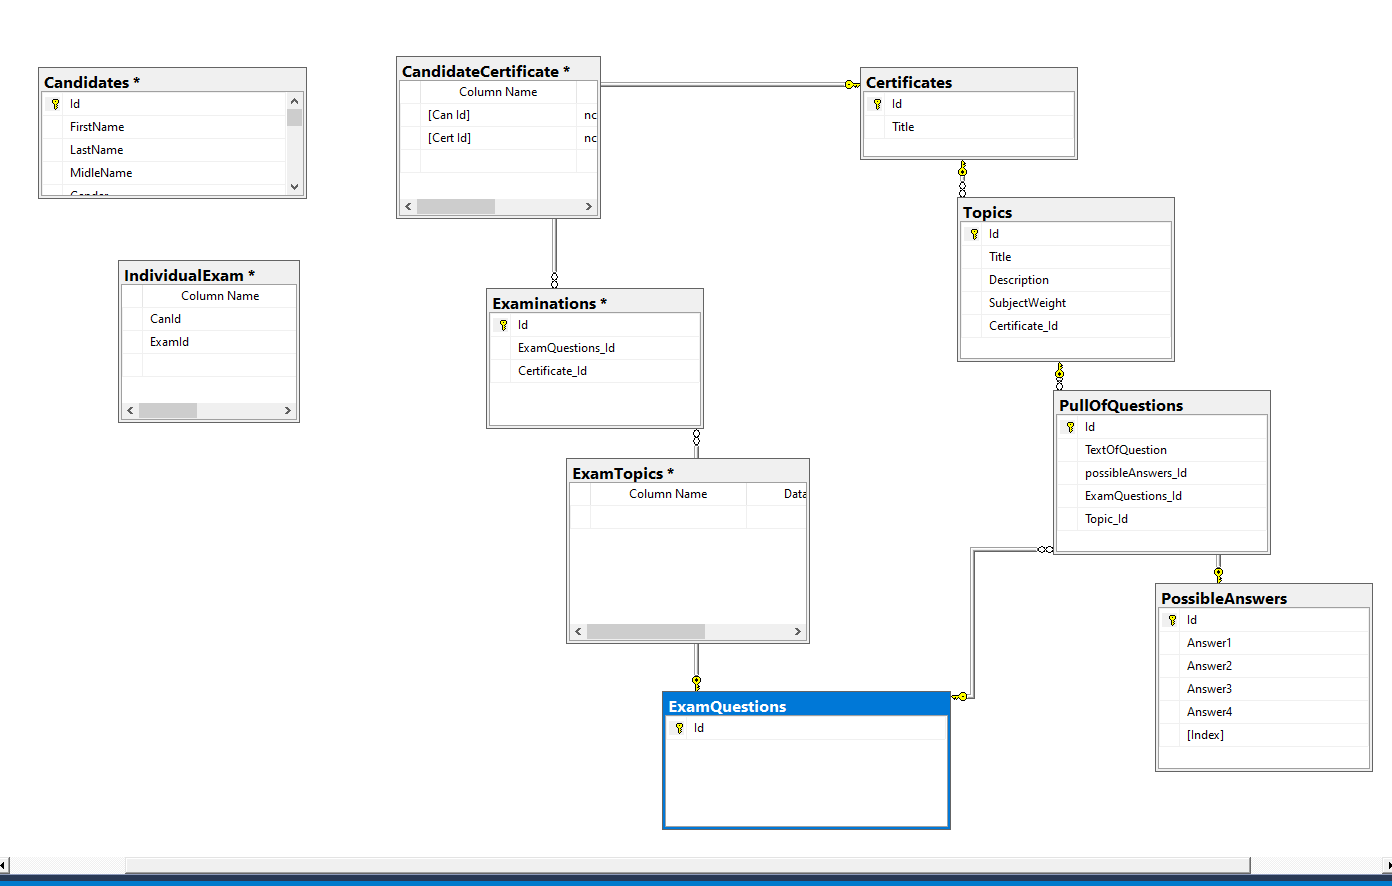 Candidates *
Id
FirstName
LastName
MidleName
CandidateCertificate *
Column Name
[Can Id] nc
[Cert Id] nc
Certificates
Id
Title
Topics
Id
Title
Description
SubjectWeight
Certificate_Id
IndividualExam *
Column Name
CanId
ExamId
Examinations *
Id
ExamQuestions_Id
Certificate_Id
PullOfQuestions
Id
TextOfQuestion
possibleAnswers_Id
ExamQuestions_Id
Topic_Id
ExamTopics *
Column Name Data
PossibleAnswers
Id
Answer1
Answer2
Answer3
Answer4
[Index]
ExamQuestions
Id